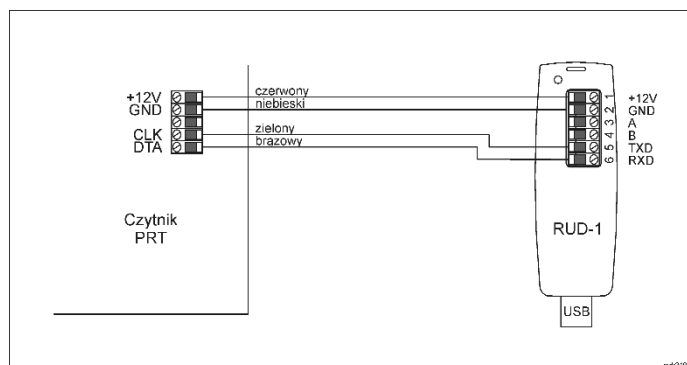 czerwony
+12V
niebieski
GND
zielony
CLK
brazowy
DTA
Czytnik
PRT
1 +12V
2 GND
3 A
4 B
5 TXD
6 RXD
RUD-1
USB